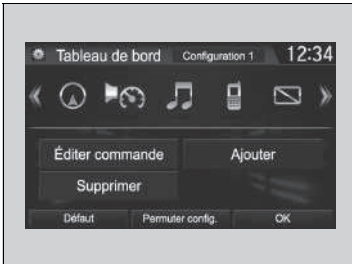 Tableau de bord Configuration 1 12:34
Éditer commande Ajouter
Supprimer
Défaut Permuter config. OK